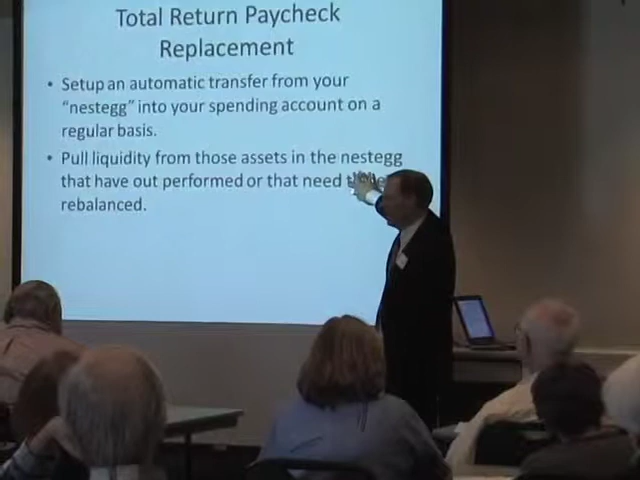 Total Return Paycheck
Replacement
• Setup an automatic transfer from your
"nestegg" into your spending account on a
regular basis.
• Pull liquidity from those assets in the nestegg
that have out performed or that need
rebalanced.